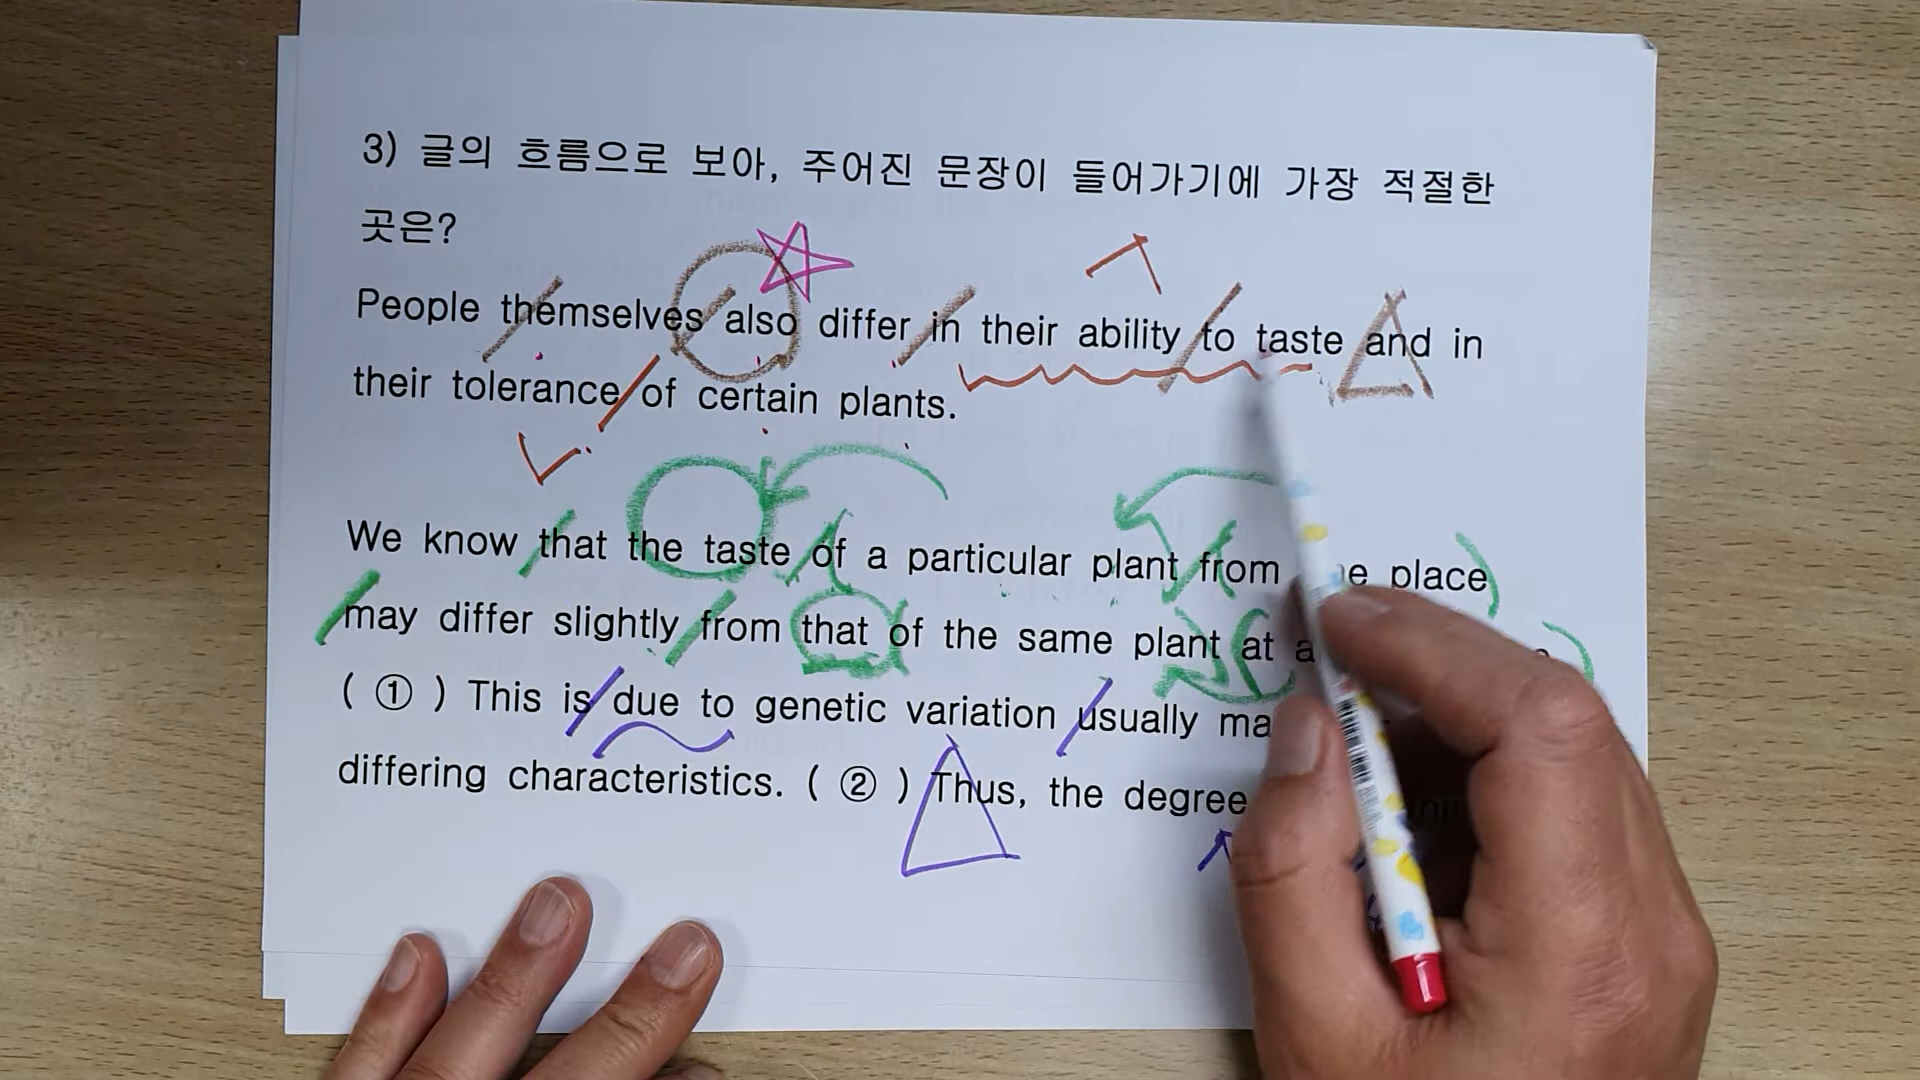 3) 글의 흐름으로 보아, 주어진 문장이 들어가기에 가장 적절한
곳은?
People themselves also differ in their ability to taste and in
their tolerance of certain plants.
We know that the taste of a particular plant from place
may differ slightly from that of the same plant at
( ① ) This is due to genetic variation usually
differing characteristics. ( ② ) Thus, the degree